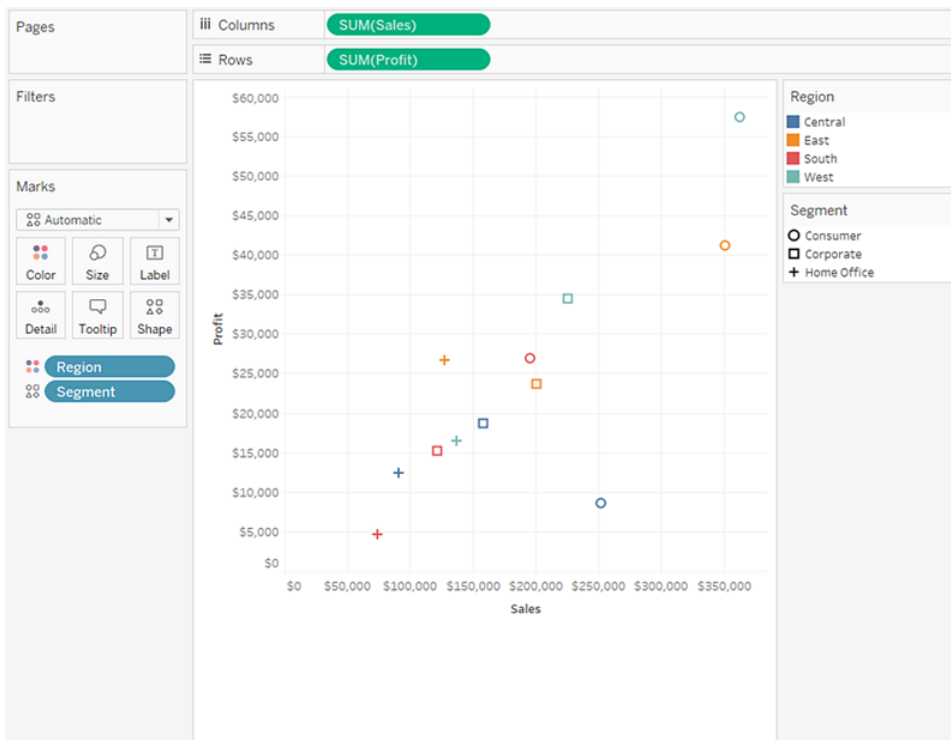 Pages
Columns
SUM(Sales)
Rows
SUM(Profit)
Filters
Marks
Automatic
Color
Size
Label
Detail
Tooltip
Shape
Region
Segment
$60,000
$55,000
$50,000
$45,000
$40,000
$35,000
$30,000
$25,000
$20,000
$15,000
$10,000
$5,000
$0
Profit
$0
$50,000
$100,000
$150,000
$200,000
$250,000
$300,000
$350,000
Sales
Region
Central
East
South
West
Segment
Consumer
Corporate
Home Office